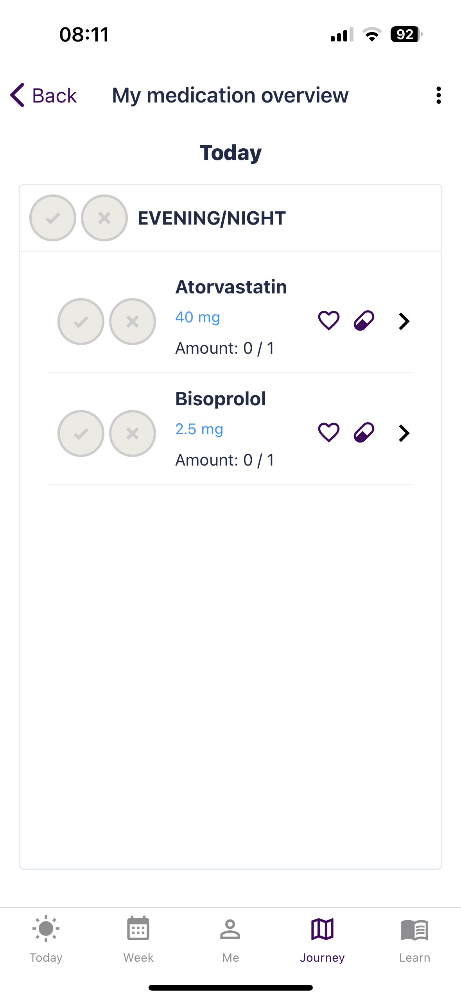 08:11
92
Back
My medication overview
Today
EVENING/NIGHT
Atorvastatin
40 mg
Amount: 0 / 1
Bisoprolol
2.5 mg
Amount: 0 / 1
Today
Week
Me
Journey
Learn